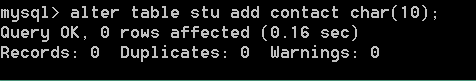 mysql> alter table stu add contact char(10);
Query OK, 0 rows affected (0.16 sec)
Records: 0  Duplicates: 0  Warnings: 0